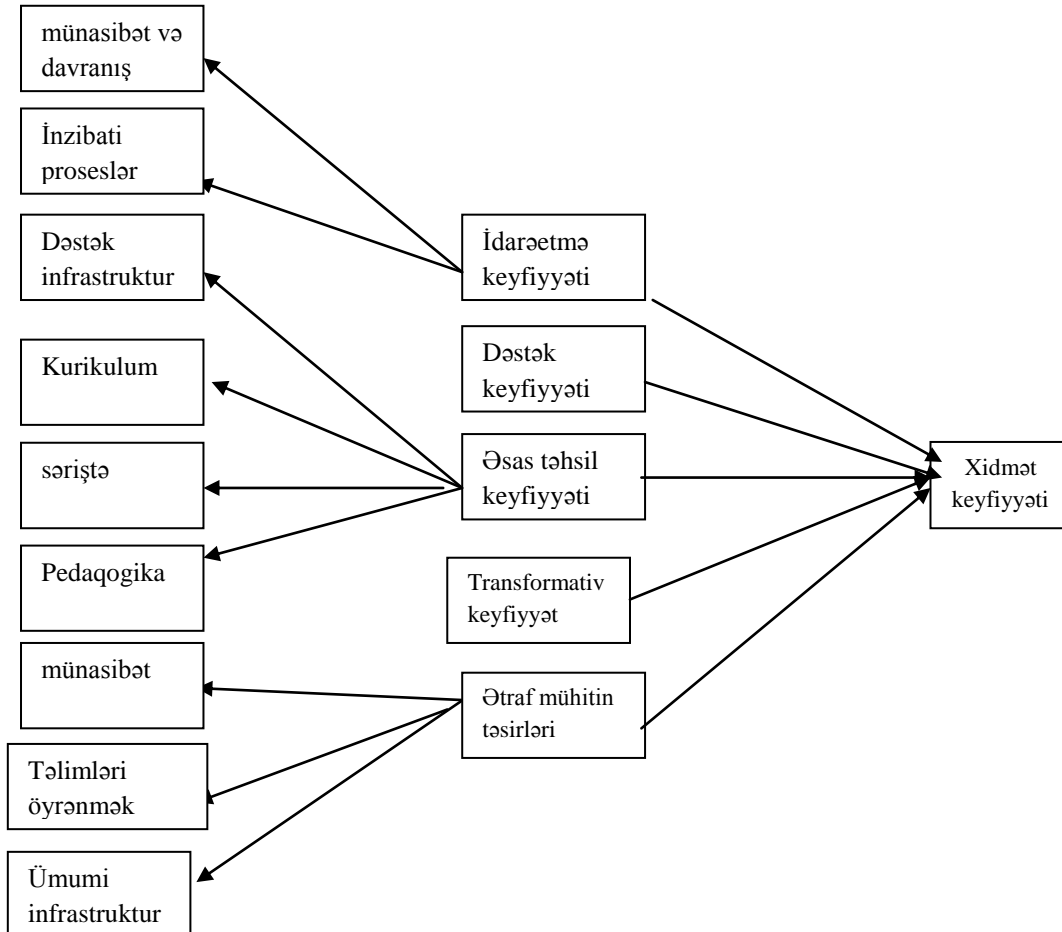 münasibət və
davranış
İnzibati
proseslər
Dəstək
infrastruktur
Kurikulum
səriştə
Pedaqogika
münasibət
Təlimləri
öyrənmək
Ümumi
infrastruktur
İdarəetmə
keyfiyyəti
Dəstək
keyfiyyəti
Əsas təhsil
keyfiyyəti
Transformativ
keyfiyyət
Ətraf mühitin
təsirləri
Xidmət
keyfiyyəti